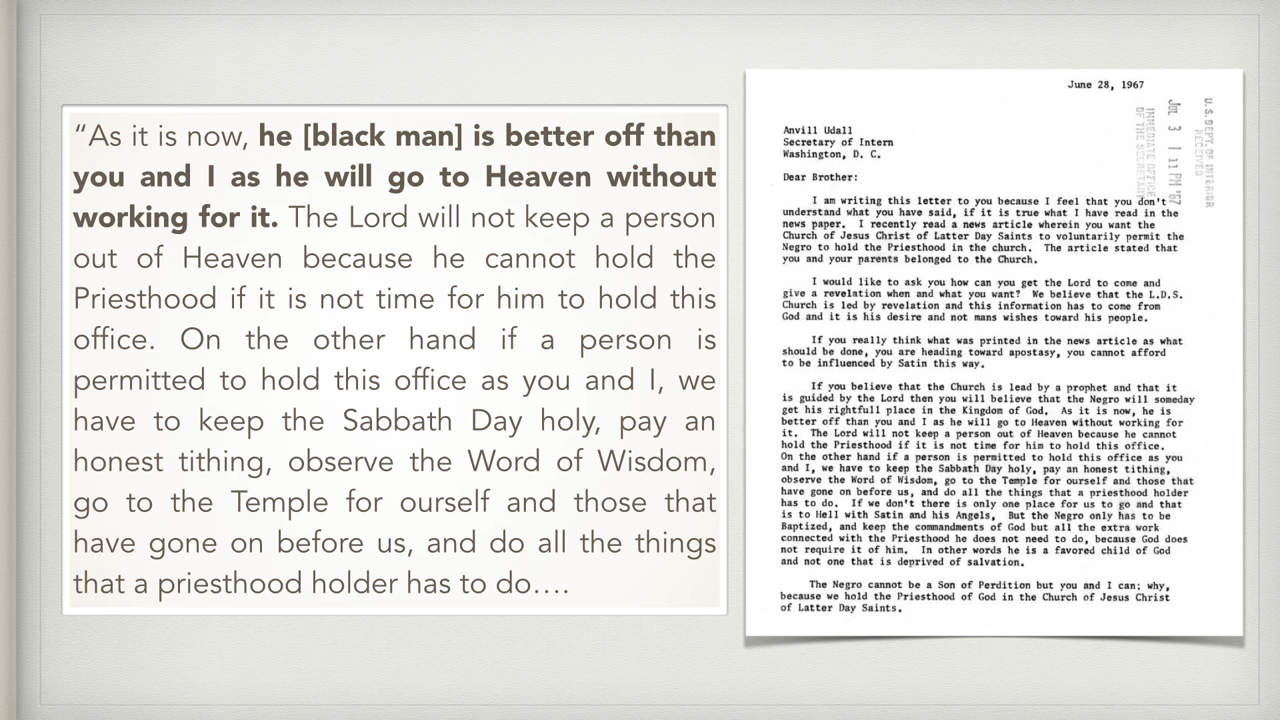 “As it is now, he [black man] is better off than
you and I as he will go to Heaven without
working for it. The Lord will not keep a person
out of Heaven because he cannot hold the
Priesthood if it is not time for him to hold this
office. On the other hand if a person is
permitted to hold this office as you and I, we
have to keep the Sabbath Day holy, pay an
honest tithing, observe the Word of Wisdom,
go to the Temple for ourself and those that
have gone on before us, and do all the things
that a priesthood holder has to do....
June 28, 1967
U.S. DEPT. OF INTERIOR
RECEIVED
JUL 3 1 11 PM '67
IMMEDIATE OFFICE
OF THE SECRETARY
Anvill Udall
Secretary of Intern
Washington, D. C.
Dear Brother:
I am writing this letter to you because I feel that you don't
understand what you have said, if it is true what I have read in the
news paper. I recently read a news article wherein you want the
Church of Jesus Christ of Latter Day Saints to voluntarily permit the
Negro to hold the Priesthood in the church. The article stated that
you and your parents belonged to the Church.
I would like to ask you how can you get the Lord to come and
give a revelation when and what you want? We believe that the L.D.S.
Church is led by revelation and this information has to come from
God and it is his desire and not mans wishes toward his people.
If you really think what was printed in the news article as what
should be done, you are heading toward apostasy, you cannot afford
to be influenced by Satin this way.
If you believe that the Church is lead by a prophet and that it
is guided by the Lord then you will believe that the Negro will someday
get his rightfull place in the Kingdom of God. As it is now, he is
better off than you and I as he will go to Heaven without working for
it. The Lord will not keep a person out of Heaven because he cannot
hold the Priesthood if it is not time for him to hold this office.
On the other hand if a person is permitted to hold this office as you
and I, we have to keep the Sabbath Day holy, pay an honest tithing,
observe the Word of Wisdom, go to the Temple for ourself and those that
have gone on before us, and do all the things that a priesthood holder
has to do. If we don't there is only one place for us to go and that
is to Hell with Satin and his Angels. But the Negro only has to be
Baptized, and keep the commandments of God but all the extra work
connected with the Priesthood he does not need to do, because God does
not require it of him. In other words he is a favored child of God
and not one that is deprived of salvation.
The Negro cannot be a Son of Perdition but you and I can; why,
because we hold the Priesthood of God in the Church of Jesus Christ
of Latter Day Saints.